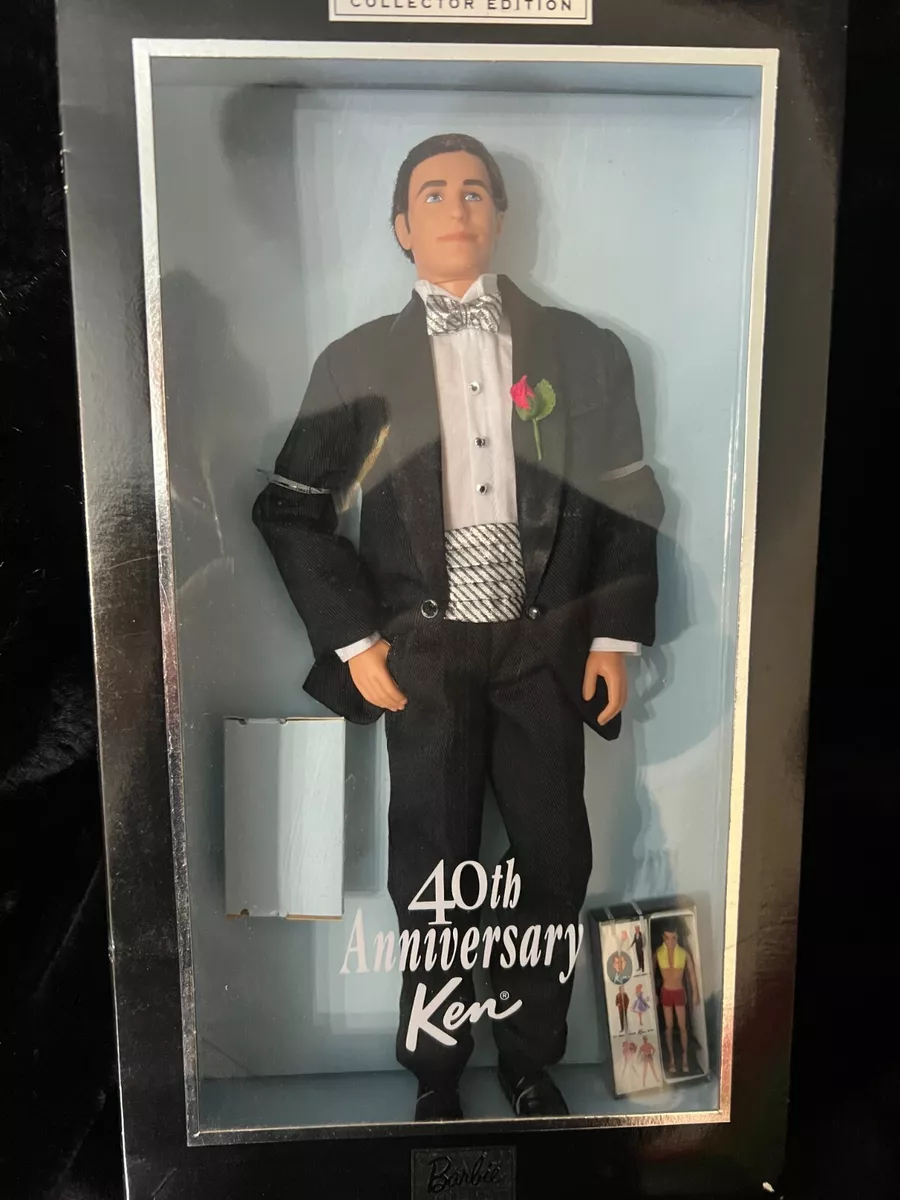 COLLECTOR EDITION
40th
Anniversary
Ken®
Barbie